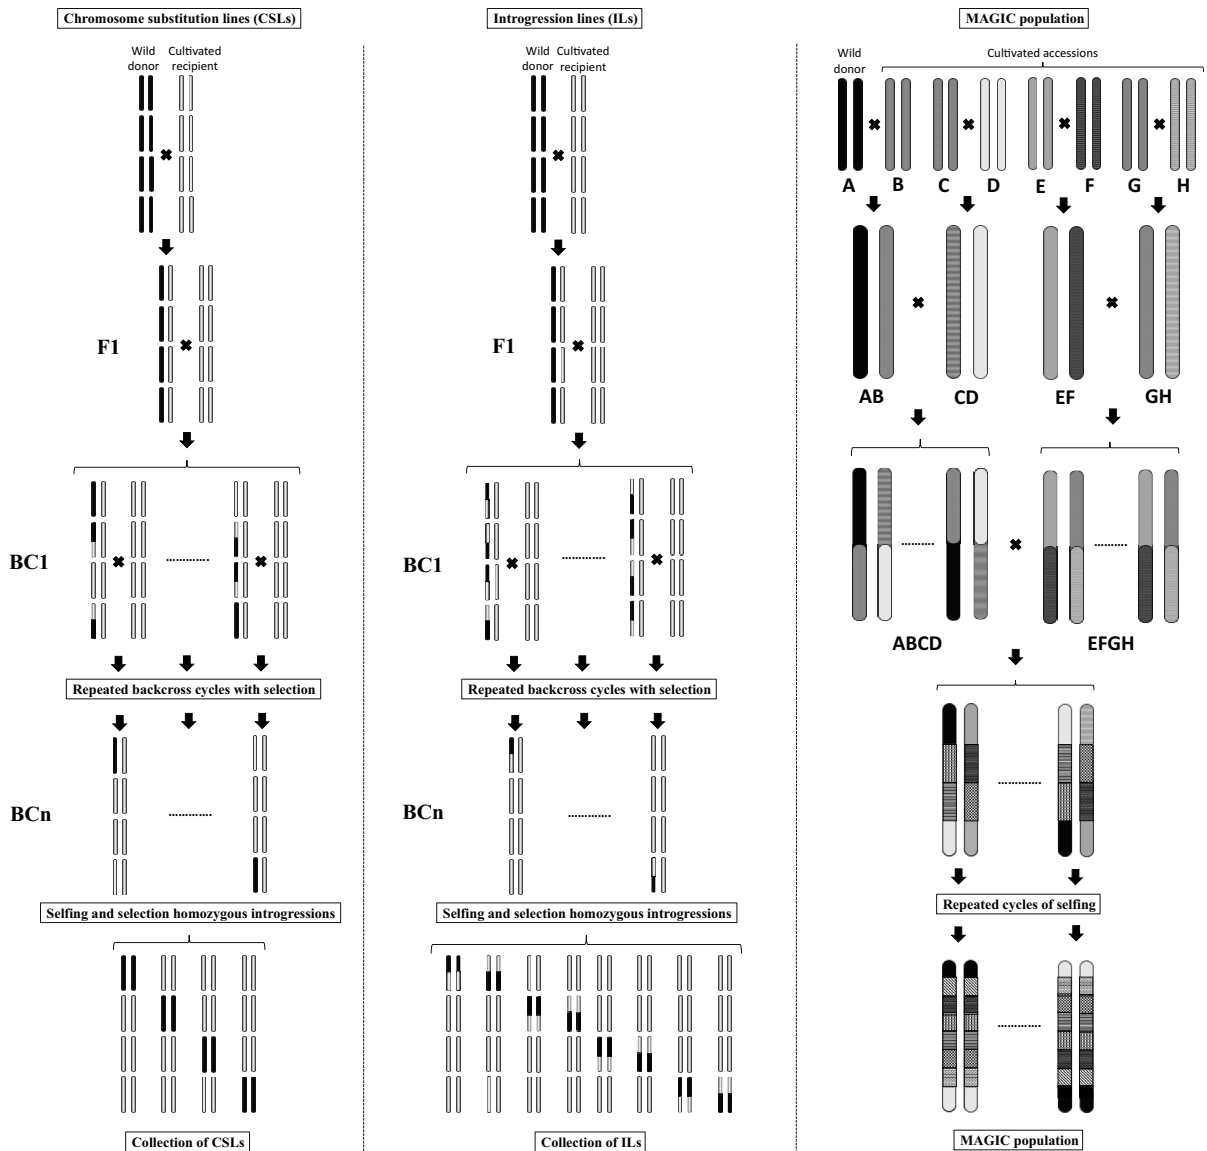 Chromosome substitution lines (CSLs)
Wild donor
Cultivated recipient
F1
BC1
............
Repeated backcross cycles with selection
BCn
............
Selfing and selection homozygous introgressions
Collection of CSLs
Introgression lines (ILs)
Wild donor
Cultivated recipient
F1
BC1
............
Repeated backcross cycles with selection
BCn
............
Selfing and selection homozygous introgressions
Collection of ILs
MAGIC population
Wild donor
Cultivated accessions
A B C D E F G H
AB CD EF GH
............ ............
ABCD EFGH
............
Repeated cycles of selfing
............
MAGIC population